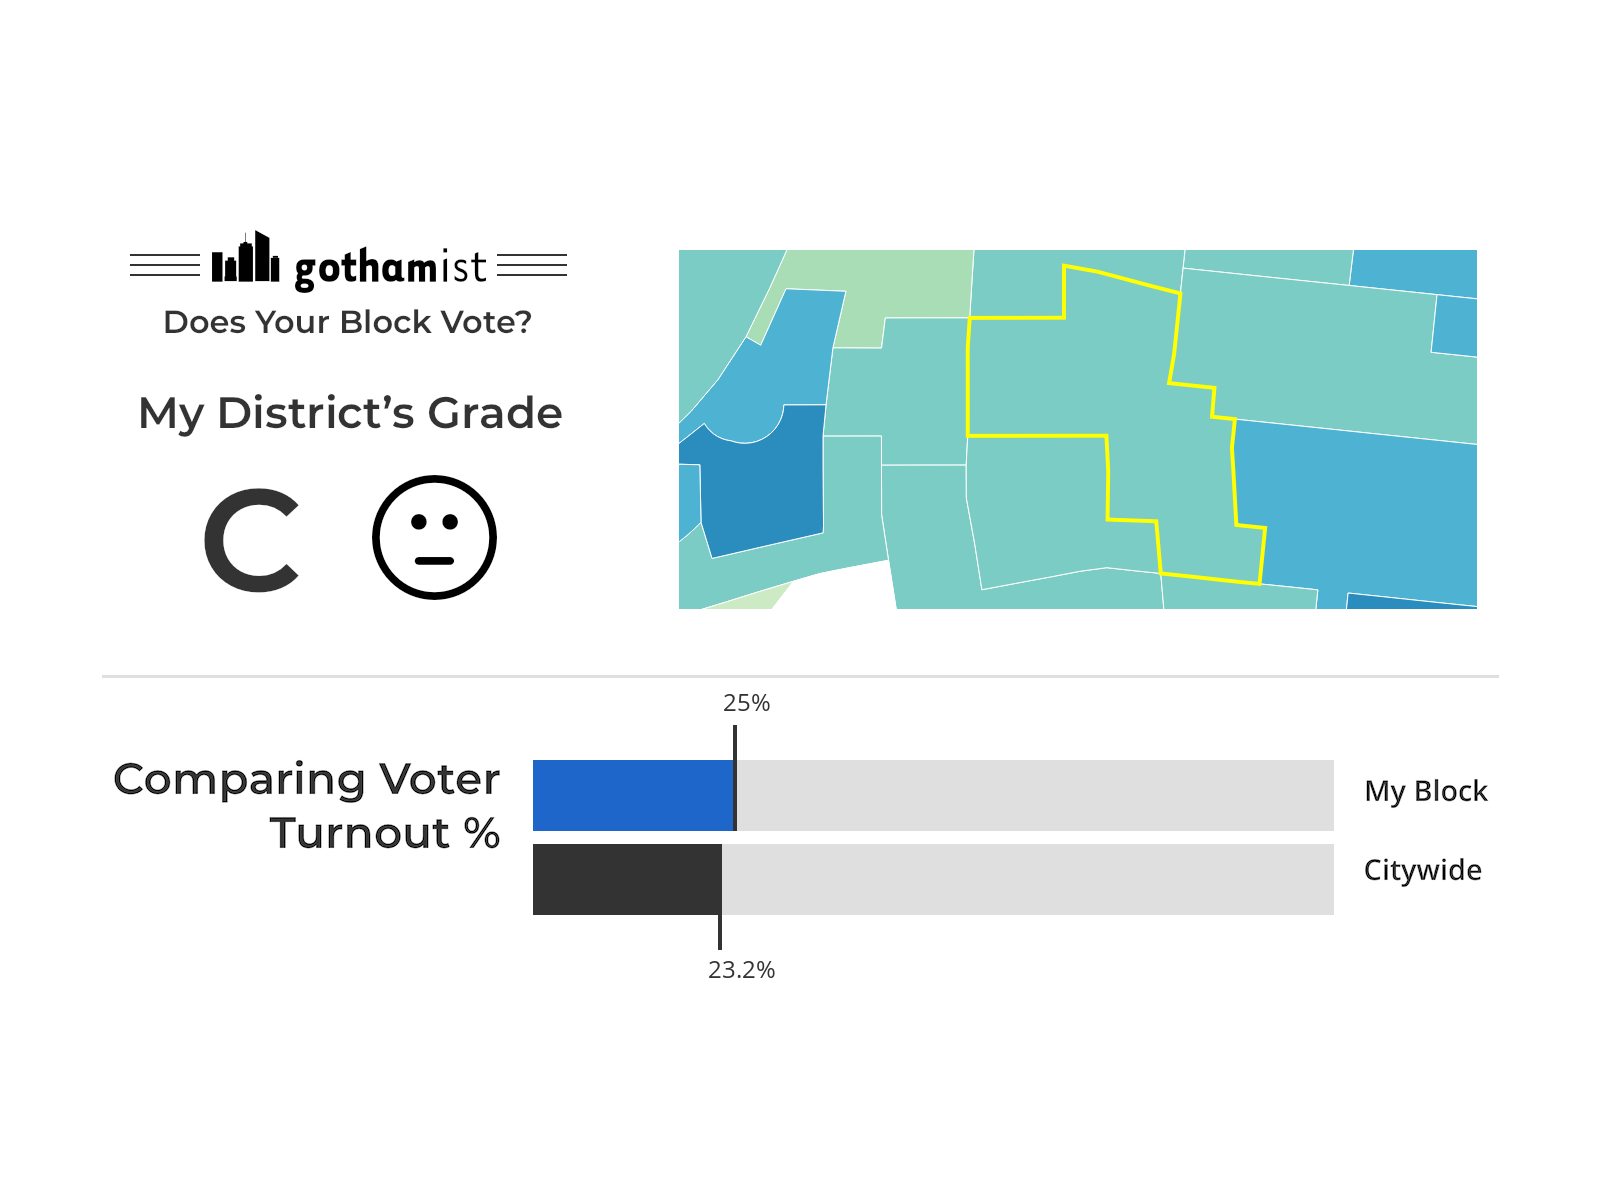 gothamist
Does Your Block Vote?
My District's Grade
C
25%
Comparing Voter
Turnout %
My Block
Citywide
23.2%